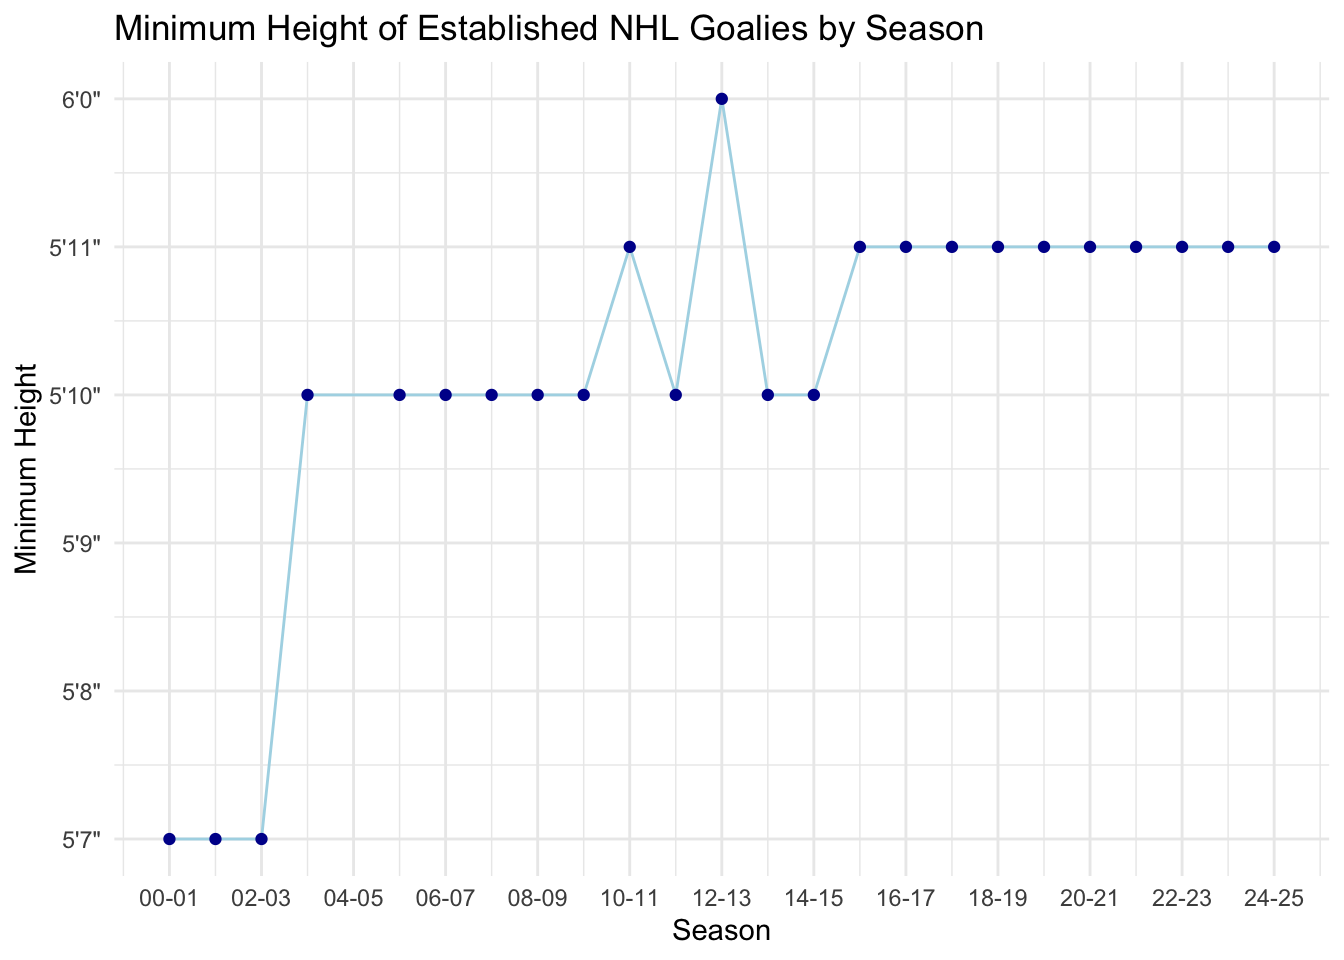 Minimum Height of Established NHL Goalies by Season
6'0"
5'11"
5'10"
5'9"
5'8"
5'7"
Minimum Height
00-01 02-03 04-05 06-07 08-09 10-11 12-13 14-15 16-17 18-19 20-21 22-23 24-25
Season